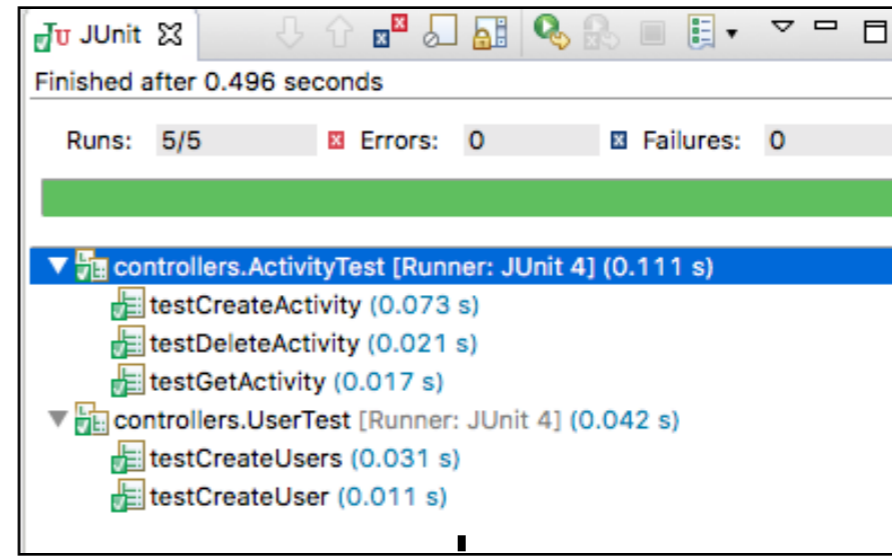 JU JUnit
Finished after 0.496 seconds
Runs: 5/5 Errors: 0 Failures: 0
controllers.ActivityTest [Runner: JUnit 4] (0.111 s)
testCreateActivity (0.073 s)
testDeleteActivity (0.021 s)
testGetActivity (0.017 s)
controllers.UserTest [Runner: JUnit 4] (0.042 s)
testCreateUsers (0.031 s)
testCreateUser (0.011 s)